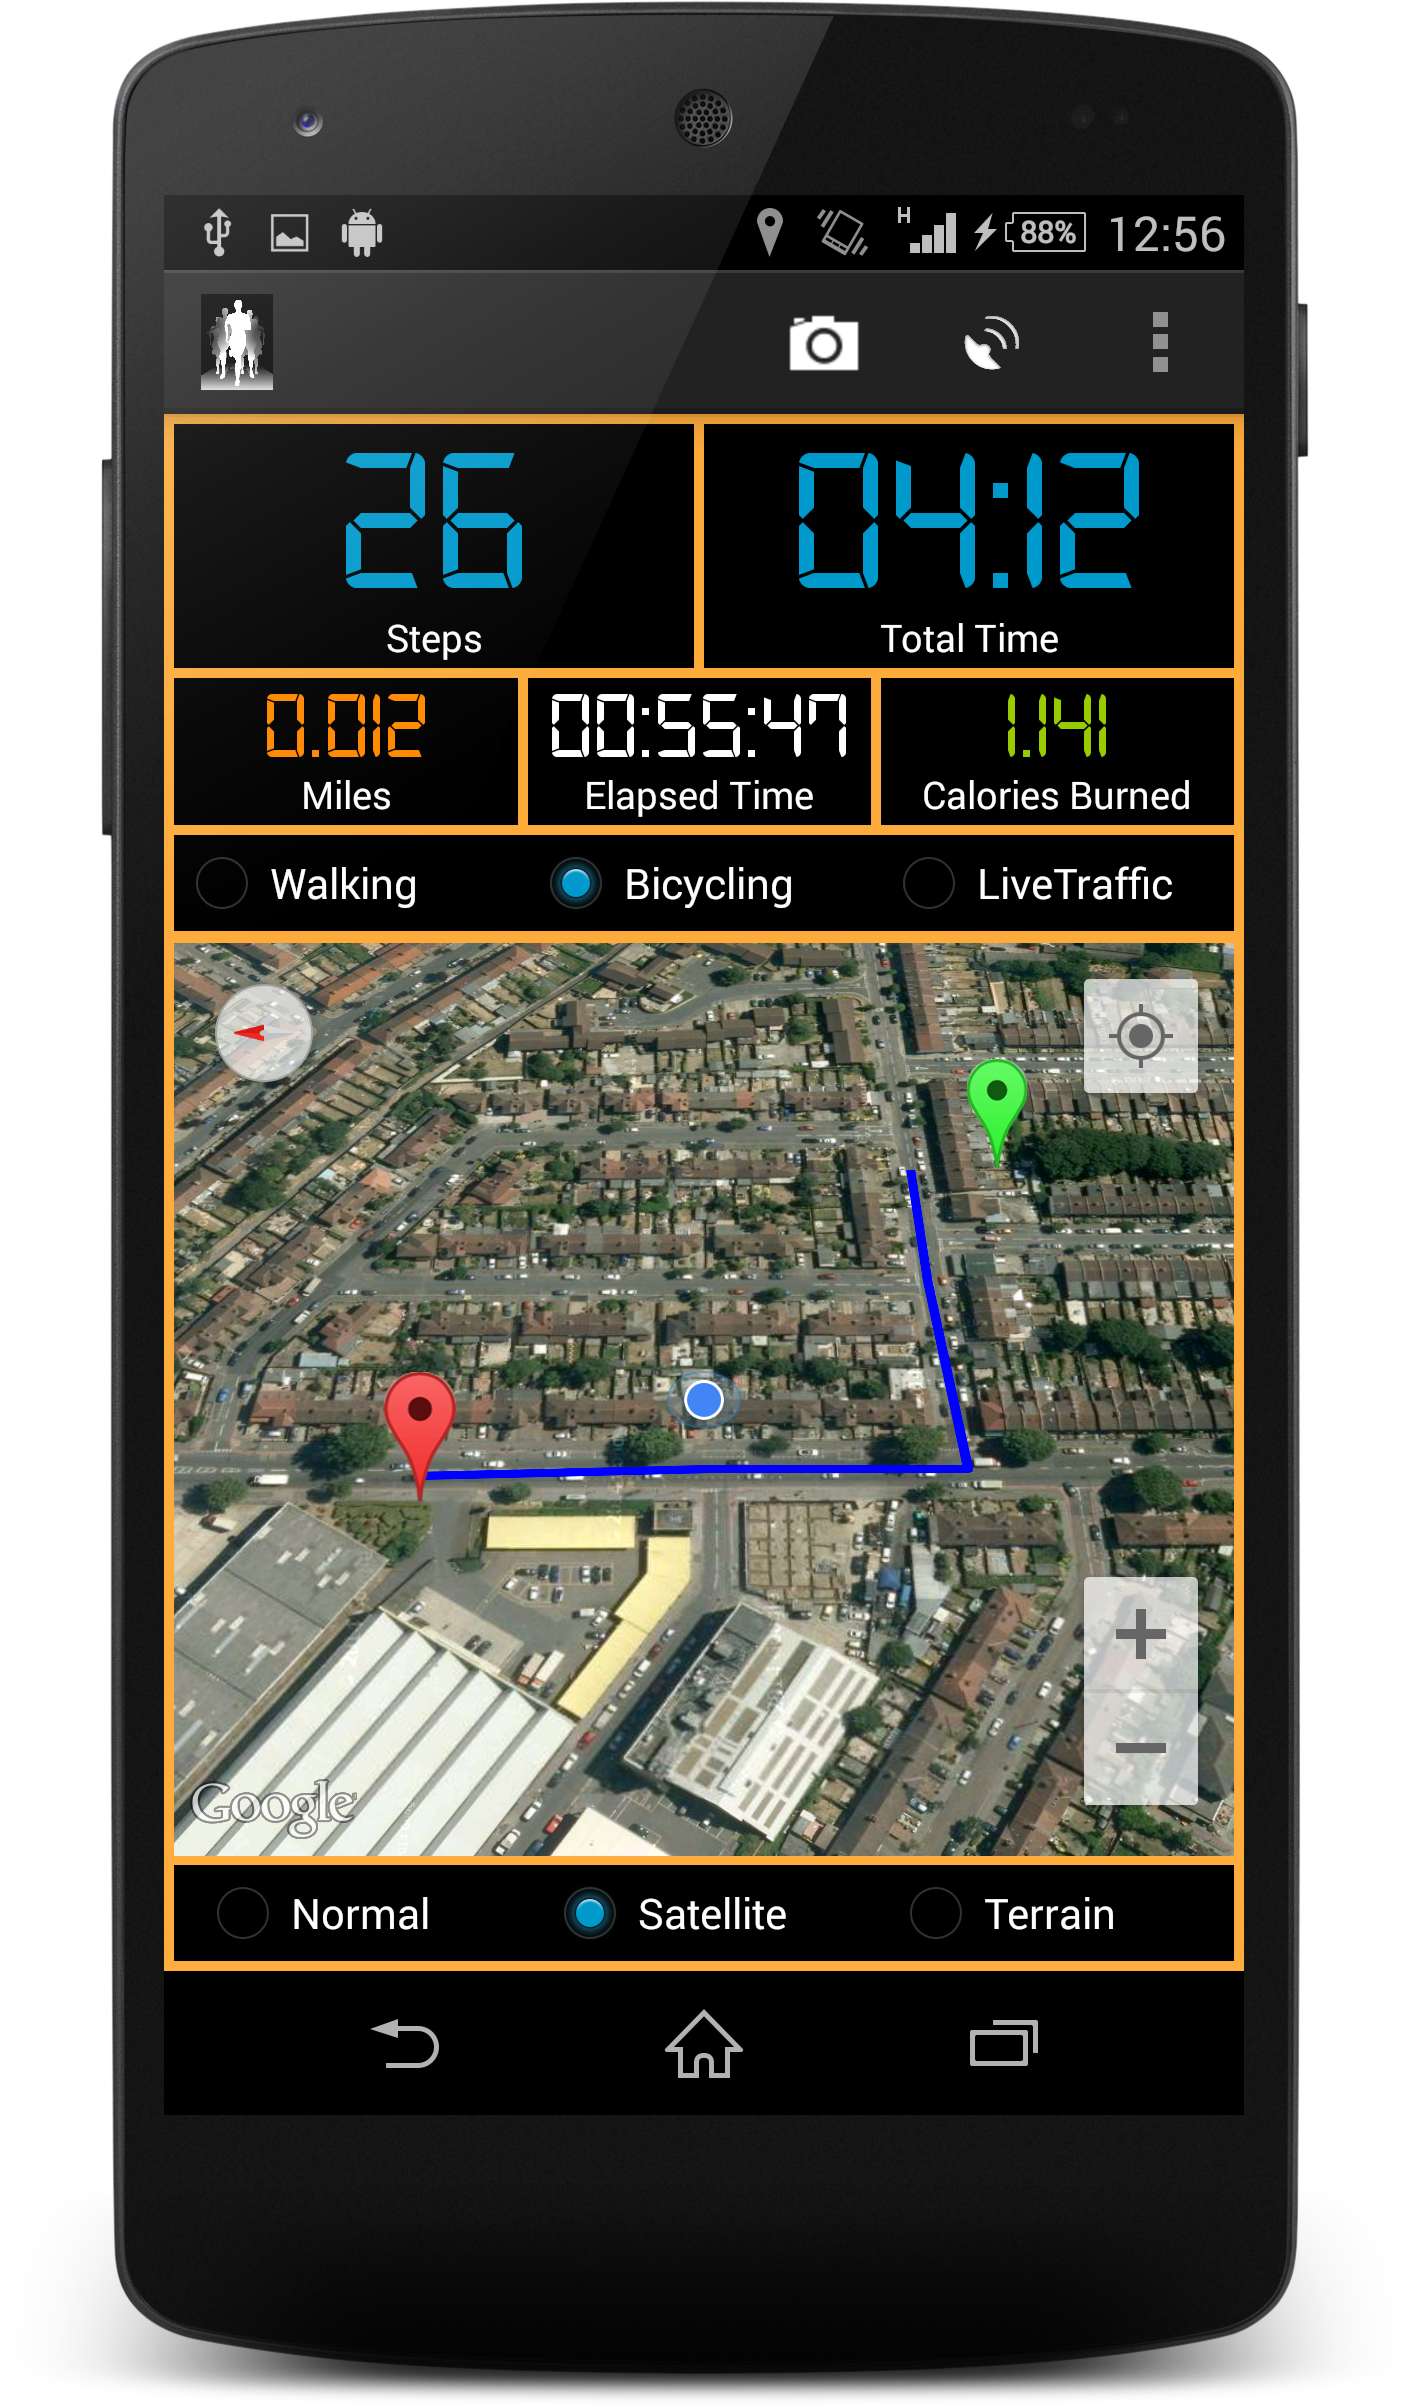 H 88% 12:56
26 04:12
Steps Total Time
0.012 00:55:47 1.141
Miles Elapsed Time Calories Burned
Walking Bicycling LiveTraffic
Google
Normal Satellite Terrain